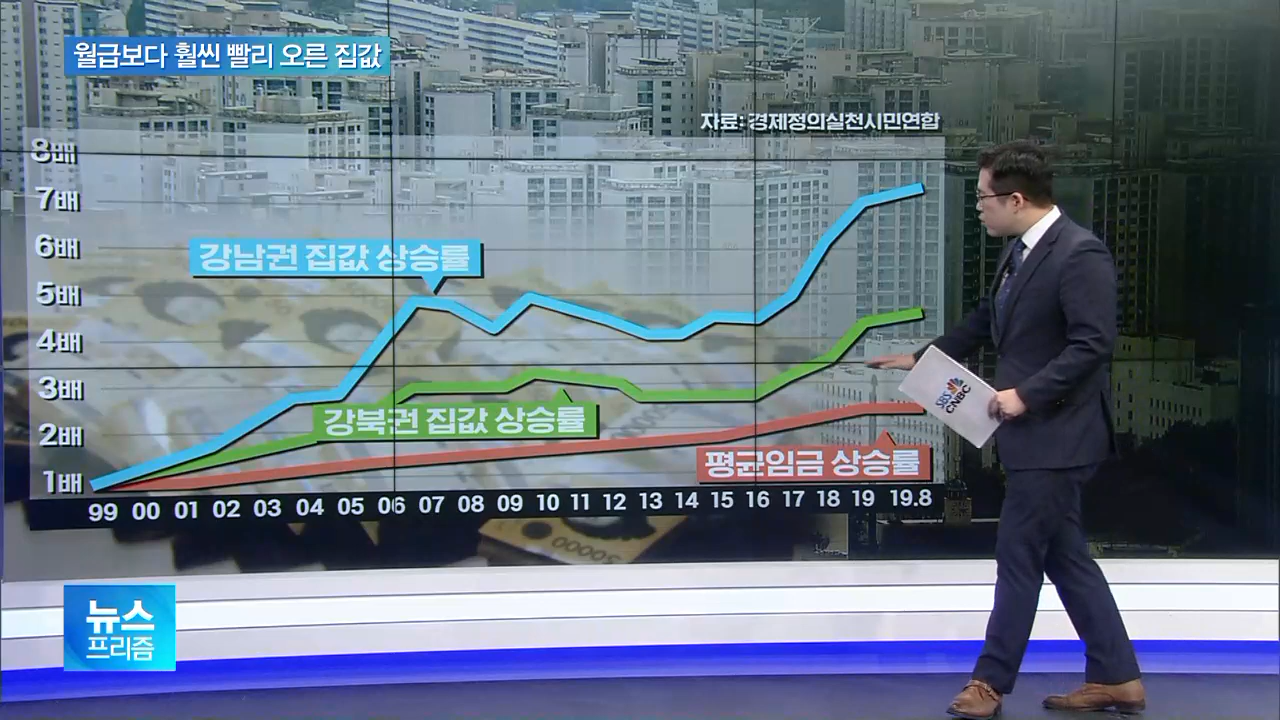 월급보다 훨씬 빨리 오른 집값
자료: 경제정의실천시민연합
8배
7배
6배
5배
4배
3배
2배
1배
강남권 집값 상승률
강북권 집값 상승률
평균임금 상승률
99 00 01 02 03 04 05 06 07 08 09 10 11 12 13 14 15 16 17 18 19 19.8
50000
SBS
CNBC
뉴스
프리즘